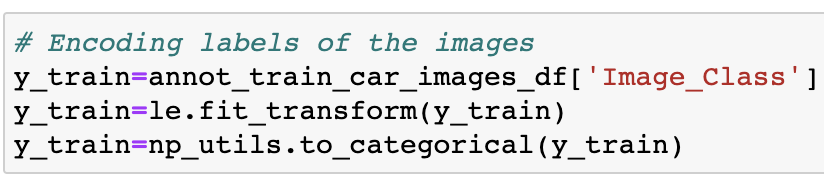 # Encoding labels of the images
y_train=annot_train_car_images_df['Image_Class']
y_train=le.fit_transform(y_train)
y_train=np_utils.to_categorical(y_train)